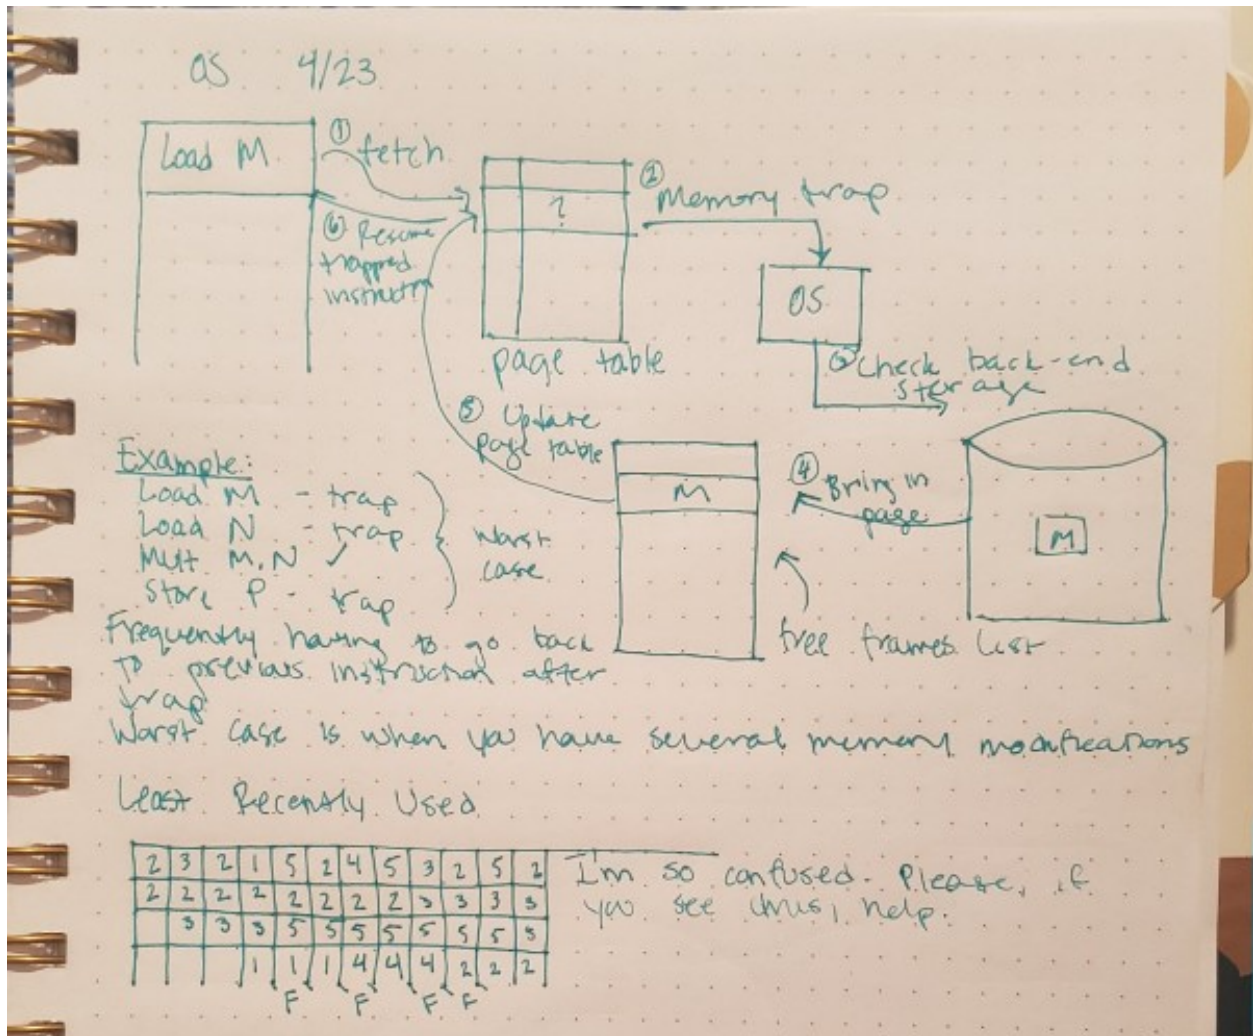 OS 4/23
Load M
① fetch
?
② Memory trap
⑥ Resume
trapped
instructn
OS
page table
③ Check back-end
storage
⑤ Update
page table
M
④ Bring in
page
M
free frames list
Example:
Load M - trap
Load N - trap
Mult M, N ✓
Store P - trap
worst
case
Frequently having to go back
to previous instruction after
trap
Worst case is when you have several memory modifications
Least Recently Used
2 3 2 1 5 2 4 5 3 2 5 2
2 2 2 2 2 2 2 2 3 3 3 3
3 3 3 5 5 5 5 5 5 5 5
1 1 1 4 4 4 2 2 2
F F F F
I'm so confused. Please, if
you see this, help.